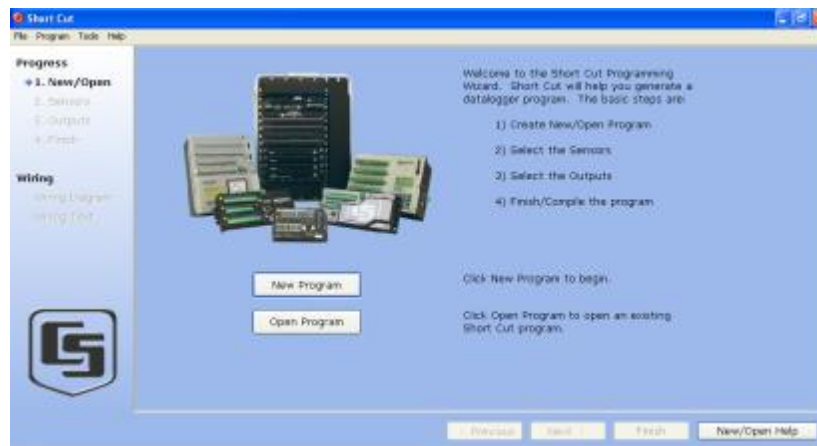 Short Cut
File Program Tools Help
Progress
1. New/Open
2. Sensors
3. Outputs
4. Finish
Wiring
Wiring Diagram
Wiring Text
Welcome to the Short Cut Programming
Wizard. Short Cut will help you generate a
datalogger program. The basic steps are:
1) Create New/Open Program
2) Select the Sensors
3) Select the Outputs
4) Finish/Compile the program
New Program
Click New Program to begin.
Open Program
Click Open Program to open an existing
Short Cut program.
CS
Previous
Next
Finish
New/Open Help